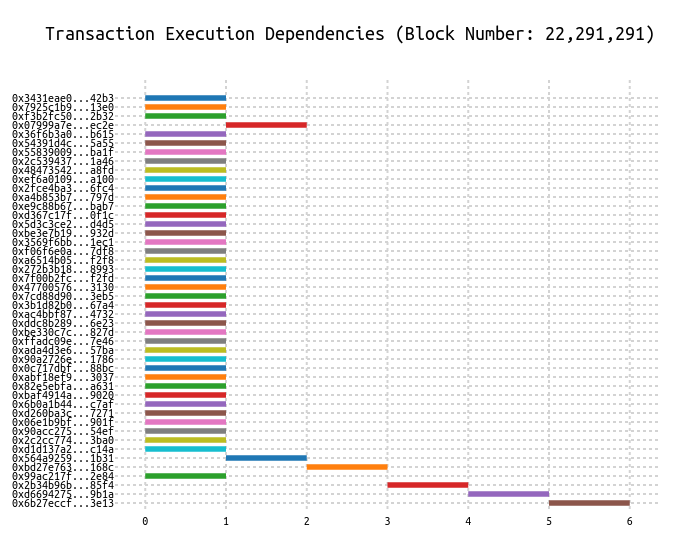 Transaction Execution Dependencies (Block Number: 22,291,291)
0x3431eae0...42b3
0x7925c1b9...13e0
0xf3b2fc50...2b32
0x07999a7e...ec2e
0x36f6b3a0...b615
0x54391d4c...5a55
0x55839009...ba1f
0x2c539437...1a46
0x48473542...a8fd
0xef6a0109...a100
0x2fce4ba3...6fc4
0xa4b853b7...797d
0xe9c88b67...bab7
0xd367c17f...0f1c
0x5d3c3ce2...d4d5
0xbe3e7b19...932d
0x3569f6bb...1ec1
0xf06f6e0a...7df8
0xa6514b05...f2f8
0x272b3b18...8993
0x7f00b2fc...f2fd
0x47700576...3130
0x7cd88d90...3eb5
0x3b1d82b0...67a4
0xac4bbf87...4732
0xddc8b289...6e23
0xbe330c7c...827d
0xffadc09e...7e46
0xada4d3e6...57ba
0x90a2726e...1786
0x0c717dbf...88bc
0xabf18ef9...3037
0x82e5ebfa...a631
0xbaf4914a...9020
0x6b0a1b44...c7af
0xd260ba3c...7271
0x06e1b9bf...901f
0x90acc275...54ef
0x2c2cc774...3ba0
0xd1d137a2...c14a
0x564a9259...1b31
0xbd27e763...168c
0x99ac217f...2e84
0x2b34b96b...85f4
0xd6694275...9b1a
0x6b27eccf...3e13
0 1 2 3 4 5 6